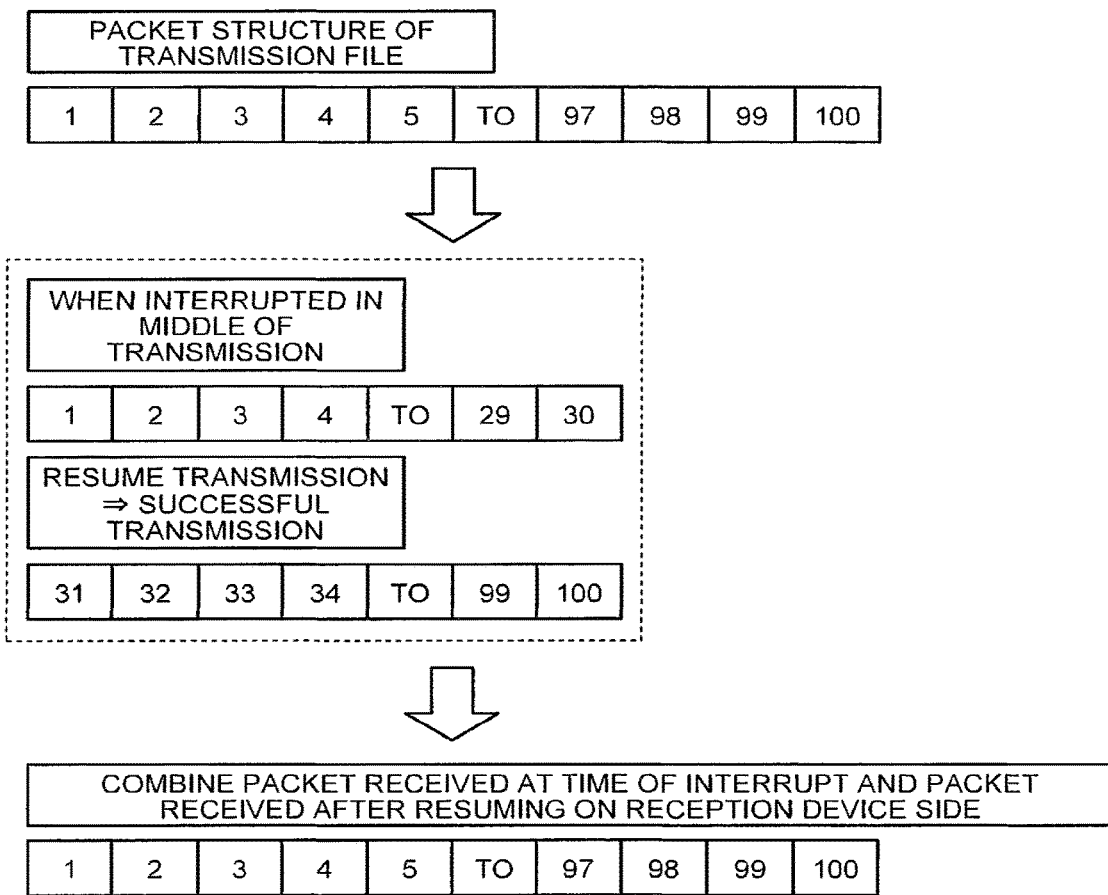 PACKET STRUCTURE OF
TRANSMISSION FILE
1 2 3 4 5 TO 97 98 99 100
WHEN INTERRUPTED IN
MIDDLE OF
TRANSMISSION
1 2 3 4 TO 29 30
RESUME TRANSMISSION
⇒ SUCCESSFUL
TRANSMISSION
31 32 33 34 TO 99 100
COMBINE PACKET RECEIVED AT TIME OF INTERRUPT AND PACKET
RECEIVED AFTER RESUMING ON RECEPTION DEVICE SIDE
1 2 3 4 5 TO 97 98 99 100